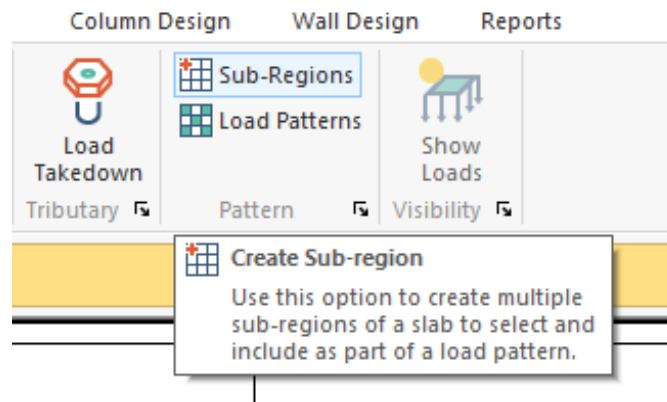 Column Design Wall Design Reports
Sub-Regions
Load Patterns
Load
Takedown
Show
Loads
Tributary Pattern Visibility
Create Sub-region
Use this option to create multiple
sub-regions of a slab to select and
include as part of a load pattern.